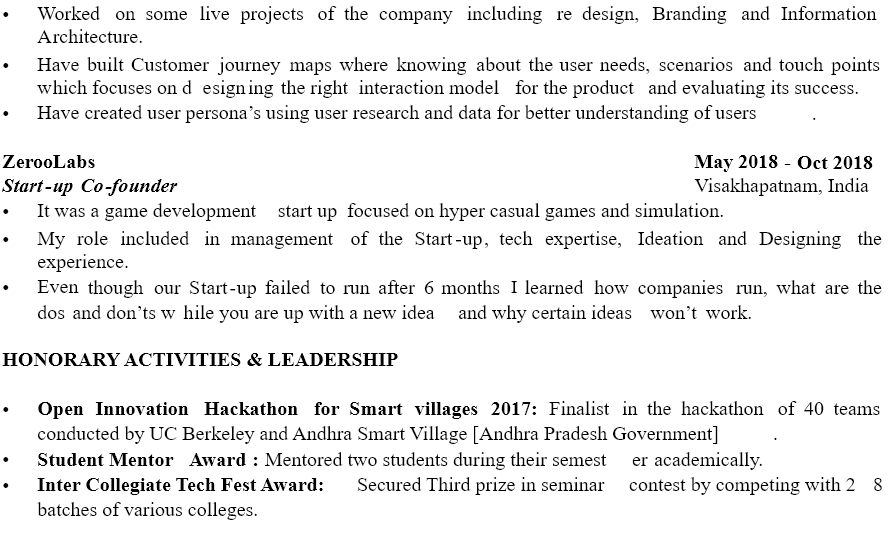 • Worked on some live projects of the company including re design, Branding and Information
Architecture.
• Have built Customer journey maps where knowing about the user needs, scenarios and touch points
which focuses on d esign ing the right interaction model for the product and evaluating its success.
• Have created user persona's using user research and data for better understanding of users .
ZerooLabs May 2018 - Oct 2018
Start-up Co-founder Visakhapatnam, India
• It was a game development start up focused on hyper casual games and simulation.
• My role included in management of the Start-up, tech expertise, Ideation and Designing the
experience.
• Even though our Start-up failed to run after 6 months I learned how companies run, what are the
dos and don'ts w hile you are up with a new idea and why certain ideas won't work.
HONORARY ACTIVITIES & LEADERSHIP
• Open Innovation Hackathon for Smart villages 2017: Finalist in the hackathon of 40 teams
conducted by UC Berkeley and Andhra Smart Village [Andhra Pradesh Government] .
• Student Mentor Award : Mentored two students during their semest er academically.
• Inter Collegiate Tech Fest Award: Secured Third prize in seminar contest by competing with 2 8
batches of various colleges.